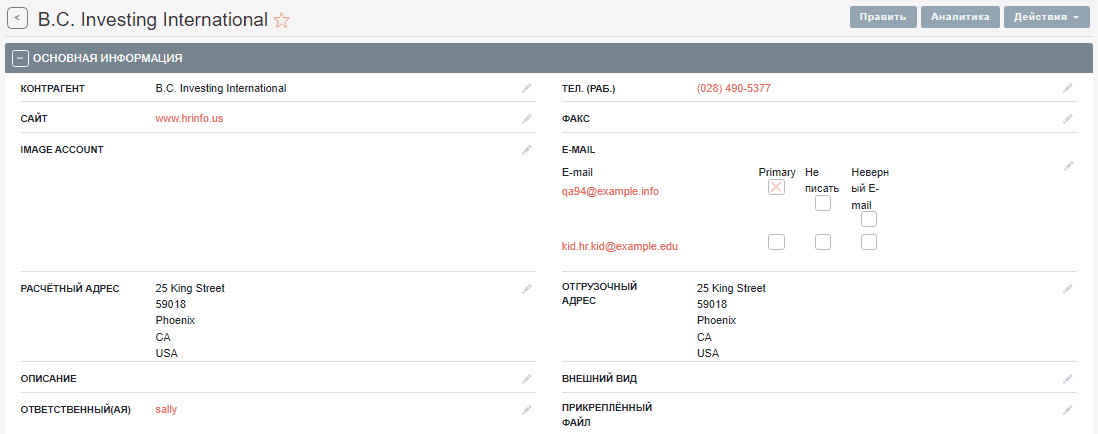 <
B.C. Investing International
Править
Аналитика
Действия
ОСНОВНАЯ ИНФОРМАЦИЯ
КОНТРАГЕНТ
B.C. Investing International
ТЕЛ. (РАБ.)
(028) 490-5377
САЙТ
www.hrinfo.us
ФАКС
IMAGE ACCOUNT
E-MAIL
E-mail
Primary
Не
писать
Неверн
ый E-
mail
qa94@example.info
kid.hr.kid@example.edu
РАСЧЁТНЫЙ АДРЕС
25 King Street
59018
Phoenix
CA
USA
ОТГРУЗОЧНЫЙ
АДРЕС
25 King Street
59018
Phoenix
CA
USA
ОПИСАНИЕ
ВНЕШНИЙ ВИД
ОТВЕТСТВЕННЫЙ(АЯ)
sally
ПРИКРЕПЛЁННЫЙ
ФАЙЛ